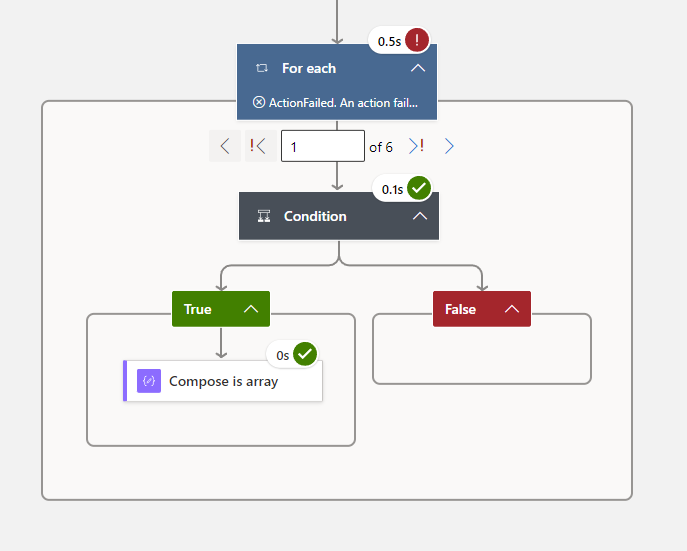 0.5s !
For each
ActionFailed. An action fail...
! 1 of 6 !
0.1s
Condition
True
False
0s
Compose is array